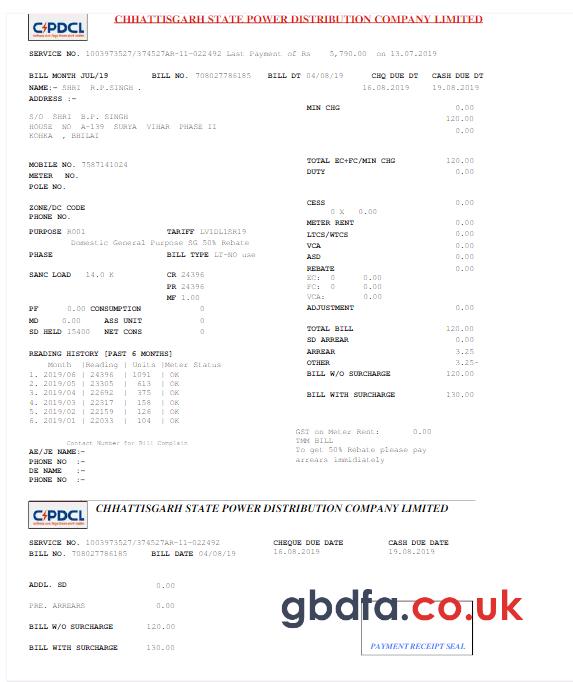 CSPDCL
CHHATTISGARH STATE POWER DISTRIBUTION COMPANY LIMITED
SERVICE NO. 1003973527/374527AR-11-022492 Last Payment of Rs 5,790.00 on 13.07.2019
BILL MONTH JUL/19 BILL NO. 708027786185 BILL DT 04/08/19 CHQ DUE DT CASH DUE DT
NAME:- SHRI R.P.SINGH . 16.08.2019 19.08.2019
ADDRESS :-
MIN CHG 0.00
S/O SHRI B.P. SINGH 120.00
HOUSE NO A-139 SURYA VIHAR PHASE II 0.00
KOHKA , BHILAI
MOBILE NO. 7587141024 TOTAL EC+FC/MIN CHG 120.00
METER NO. DUTY 0.00
POLE NO.
ZONE/DC CODE CESS 0.00
PHONE NO. 0 X 0.00
METER RENT 0.00
PURPOSE R001 TARIFF LV1DL1SR19 LTCS/WTCS 0.00
Domestic General Purpose SG 50% Rebate VCA 0.00
PHASE BILL TYPE LT-NO use ASD 0.00
REBATE 0.00
SANC LOAD 14.0 K CR 24396 EC: 0 0.00
PR 24396 FC: 0 0.00
MF 1.00 VCA: 0.00
PF 0.00 CONSUMPTION 0 ADJUSTMENT 0.00
MD 0.00 ASS UNIT 0
SD HELD 15400 NET CONS 0 TOTAL BILL 120.00
SD ARREAR 0.00
READING HISTORY [PAST 6 MONTHS] ARREAR 3.25
Month |Reading | Units |Meter Status OTHER 3.25-
1. 2019/06 | 24396 | 1091 | OK BILL W/O SURCHARGE 120.00
2. 2019/05 | 23305 | 613 | OK
3. 2019/04 | 22692 | 375 | OK BILL WITH SURCHARGE 130.00
4. 2019/03 | 22317 | 158 | OK
5. 2019/02 | 22159 | 126 | OK
6. 2019/01 | 22033 | 104 | OK
GST on Meter Rent: 0.00
Contact Number for Bill Complain TMM BILL
AE/JE NAME:- To get 50% Rebate please pay
PHONE NO :- arrears immidiately
DE NAME :-
PHONE NO :-
CSPDCL
CHHATTISGARH STATE POWER DISTRIBUTION COMPANY LIMITED
SERVICE NO. 1003973527/374527AR-11-022492 CHEQUE DUE DATE CASH DUE DATE
BILL NO. 708027786185 BILL DATE 04/08/19 16.08.2019 19.08.2019
ADDL. SD 0.00
PRE. ARREARS 0.00
gbdfa.co.uk
BILL W/O SURCHARGE 120.00
BILL WITH SURCHARGE 130.00 PAYMENT RECEIPT SEAL